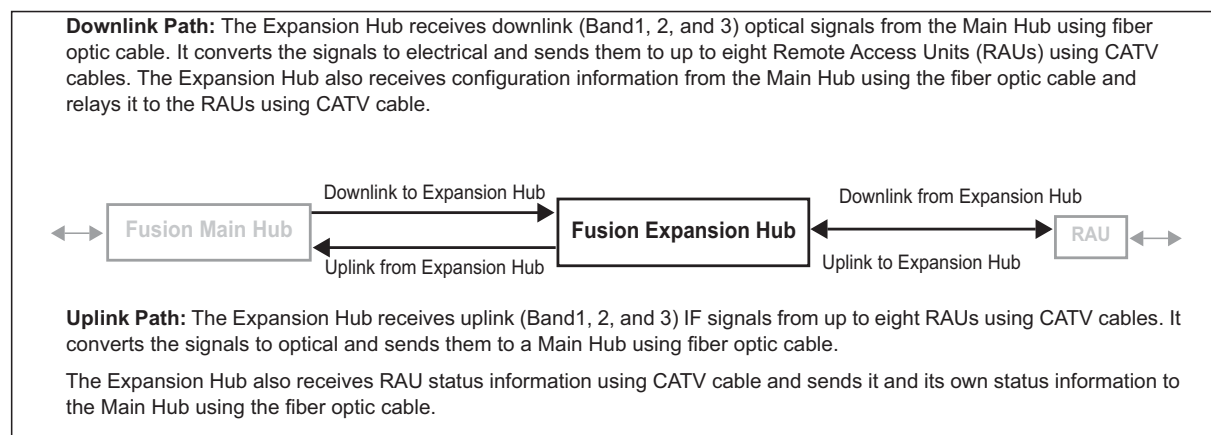 Downlink Path: The Expansion Hub receives downlink (Band1, 2, and 3) optical signals from the Main Hub using fiber
optic cable. It converts the signals to electrical and sends them to up to eight Remote Access Units (RAUs) using CATV
cables. The Expansion Hub also receives configuration information from the Main Hub using the fiber optic cable and
relays it to the RAUs using CATV cable.
Downlink to Expansion Hub
Downlink from Expansion Hub
Fusion Main Hub
Fusion Expansion Hub
RAU
Uplink from Expansion Hub
Uplink to Expansion Hub
Uplink Path: The Expansion Hub receives uplink (Band1, 2, and 3) IF signals from up to eight RAUs using CATV cables. It
converts the signals to optical and sends them to a Main Hub using fiber optic cable.
The Expansion Hub also receives RAU status information using CATV cable and sends it and its own status information to
the Main Hub using the fiber optic cable.